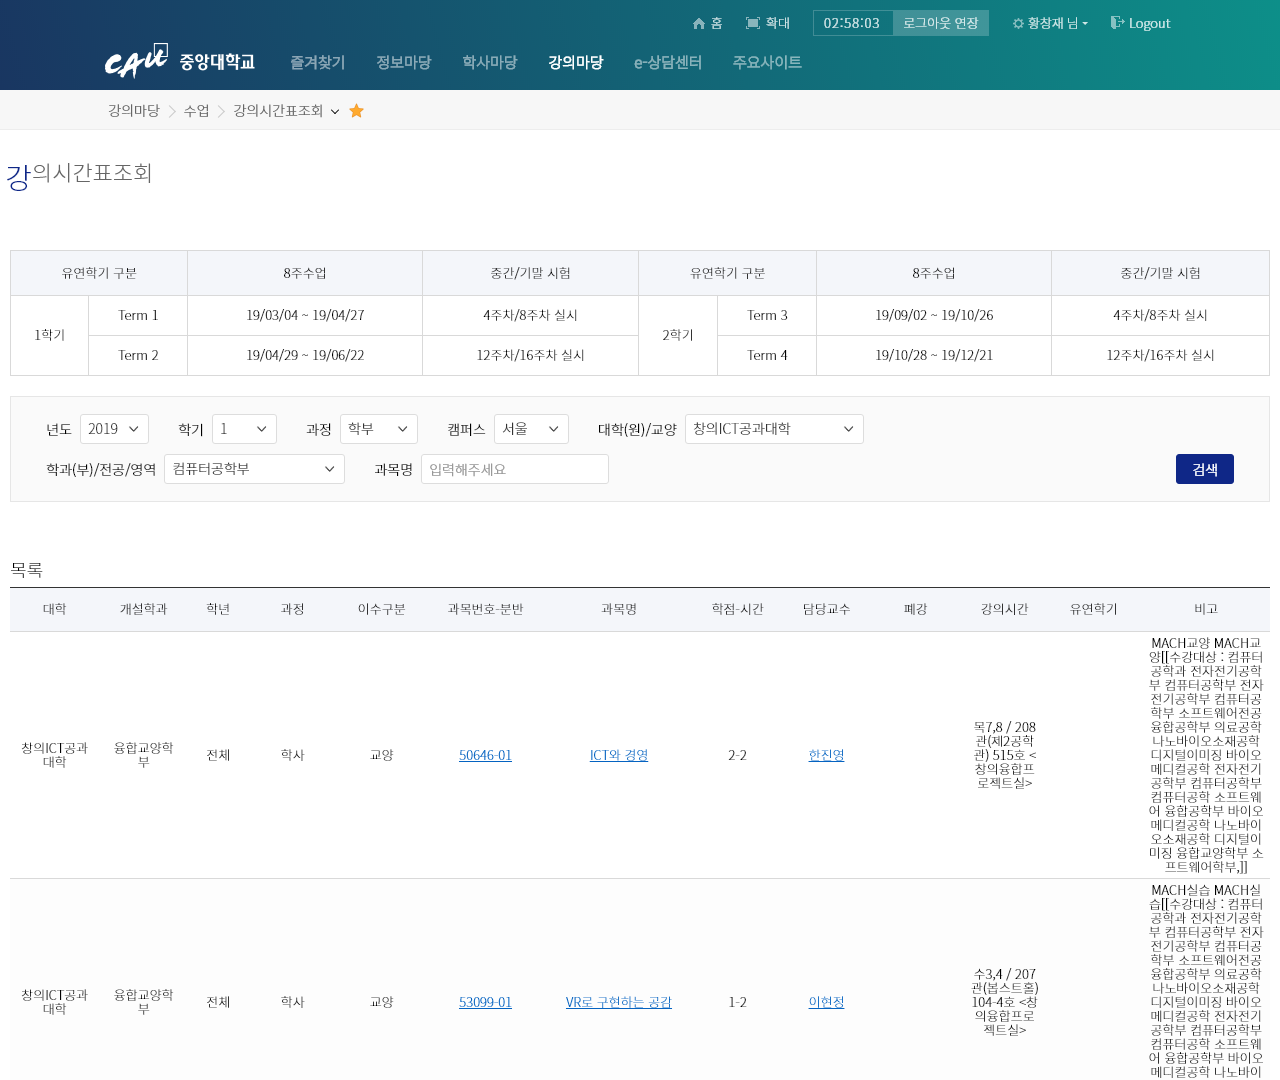 홈 확대 02:58:03 로그아웃 연장 황창재 님 Logout
CAU 중앙대학교 즐겨찾기 정보마당 학사마당 강의마당 e-상담센터 주요사이트
강의마당 수업 강의시간표조회
강의시간표조회
유연학기 구분 8주수업 중간/기말 시험 유연학기 구분 8주수업 중간/기말 시험
1학기 Term 1 19/03/04 ~ 19/04/27 4주차/8주차 실시 2학기 Term 3 19/09/02 ~ 19/10/26 4주차/8주차 실시
Term 2 19/04/29 ~ 19/06/22 12주차/16주차 실시 Term 4 19/10/28 ~ 19/12/21 12주차/16주차 실시
년도 2019 학기 1 과정 학부 캠퍼스 서울 대학(원)/교양 창의ICT공과대학
학과(부)/전공/영역 컴퓨터공학부 과목명 입력해주세요 검색
목록
대학 개설학과 학년 과정 이수구분 과목번호-분반 과목명 학점-시간 담당교수 폐강 강의시간 유연학기 비고
창의ICT공과
대학
융합교양학
부
전체 학사 교양 50646-01 ICT와 경영 2-2 한진영
목7,8 / 208
관(제2공학
관) 515호 <
창의융합프
로젝트실>
MACH교양 MACH교
양[[수강대상 : 컴퓨터
공학과 전자전기공학
부 컴퓨터공학부 전자
전기공학부 컴퓨터공
학부 소프트웨어전공
융합공학부 의료공학
나노바이오소재공학
디지털이미징 바이오
메디컬공학 전자전기
공학부 컴퓨터공학부
컴퓨터공학 소프트웨
어 융합공학부 바이오
메디컬공학 나노바이
오소재공학 디지털이
미징 융합교양학부 소
프트웨어학부,]]
창의ICT공과
대학
융합교양학
부
전체 학사 교양 53099-01 VR로 구현하는 공감 1-2 이현정
수3,4 / 207
관(봅스트홀)
104-4호 <창
의융합프로
젝트실>
MACH실습 MACH실
습[[수강대상 : 컴퓨터
공학과 전자전기공학
부 컴퓨터공학부 전자
전기공학부 컴퓨터공
학부 소프트웨어전공
융합공학부 의료공학
나노바이오소재공학
디지털이미징 바이오
메디컬공학 전자전기
공학부 컴퓨터공학부
컴퓨터공학 소프트웨
어 융합공학부 바이오
메디컬공학 나노바이